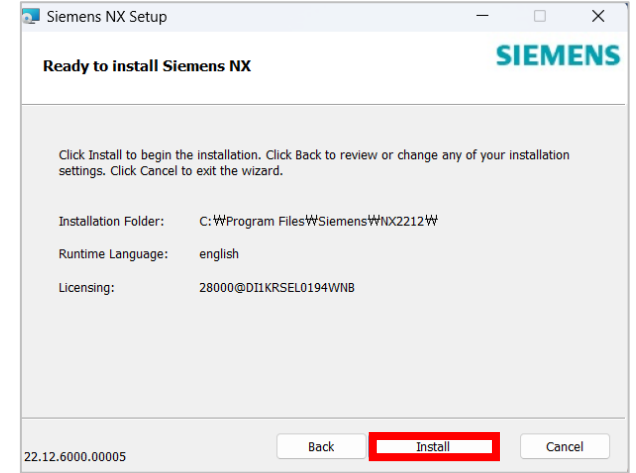 Siemens NX Setup
SIEMENS
Ready to install Siemens NX
Click Install to begin the installation. Click Back to review or change any of your installation
settings. Click Cancel to exit the wizard.
Installation Folder: C:₩Program Files₩Siemens₩NX2212₩
Runtime Language: english
Licensing: 28000@DI1KRSEL0194WNB
Back Install Cancel
22.12.6000.00005